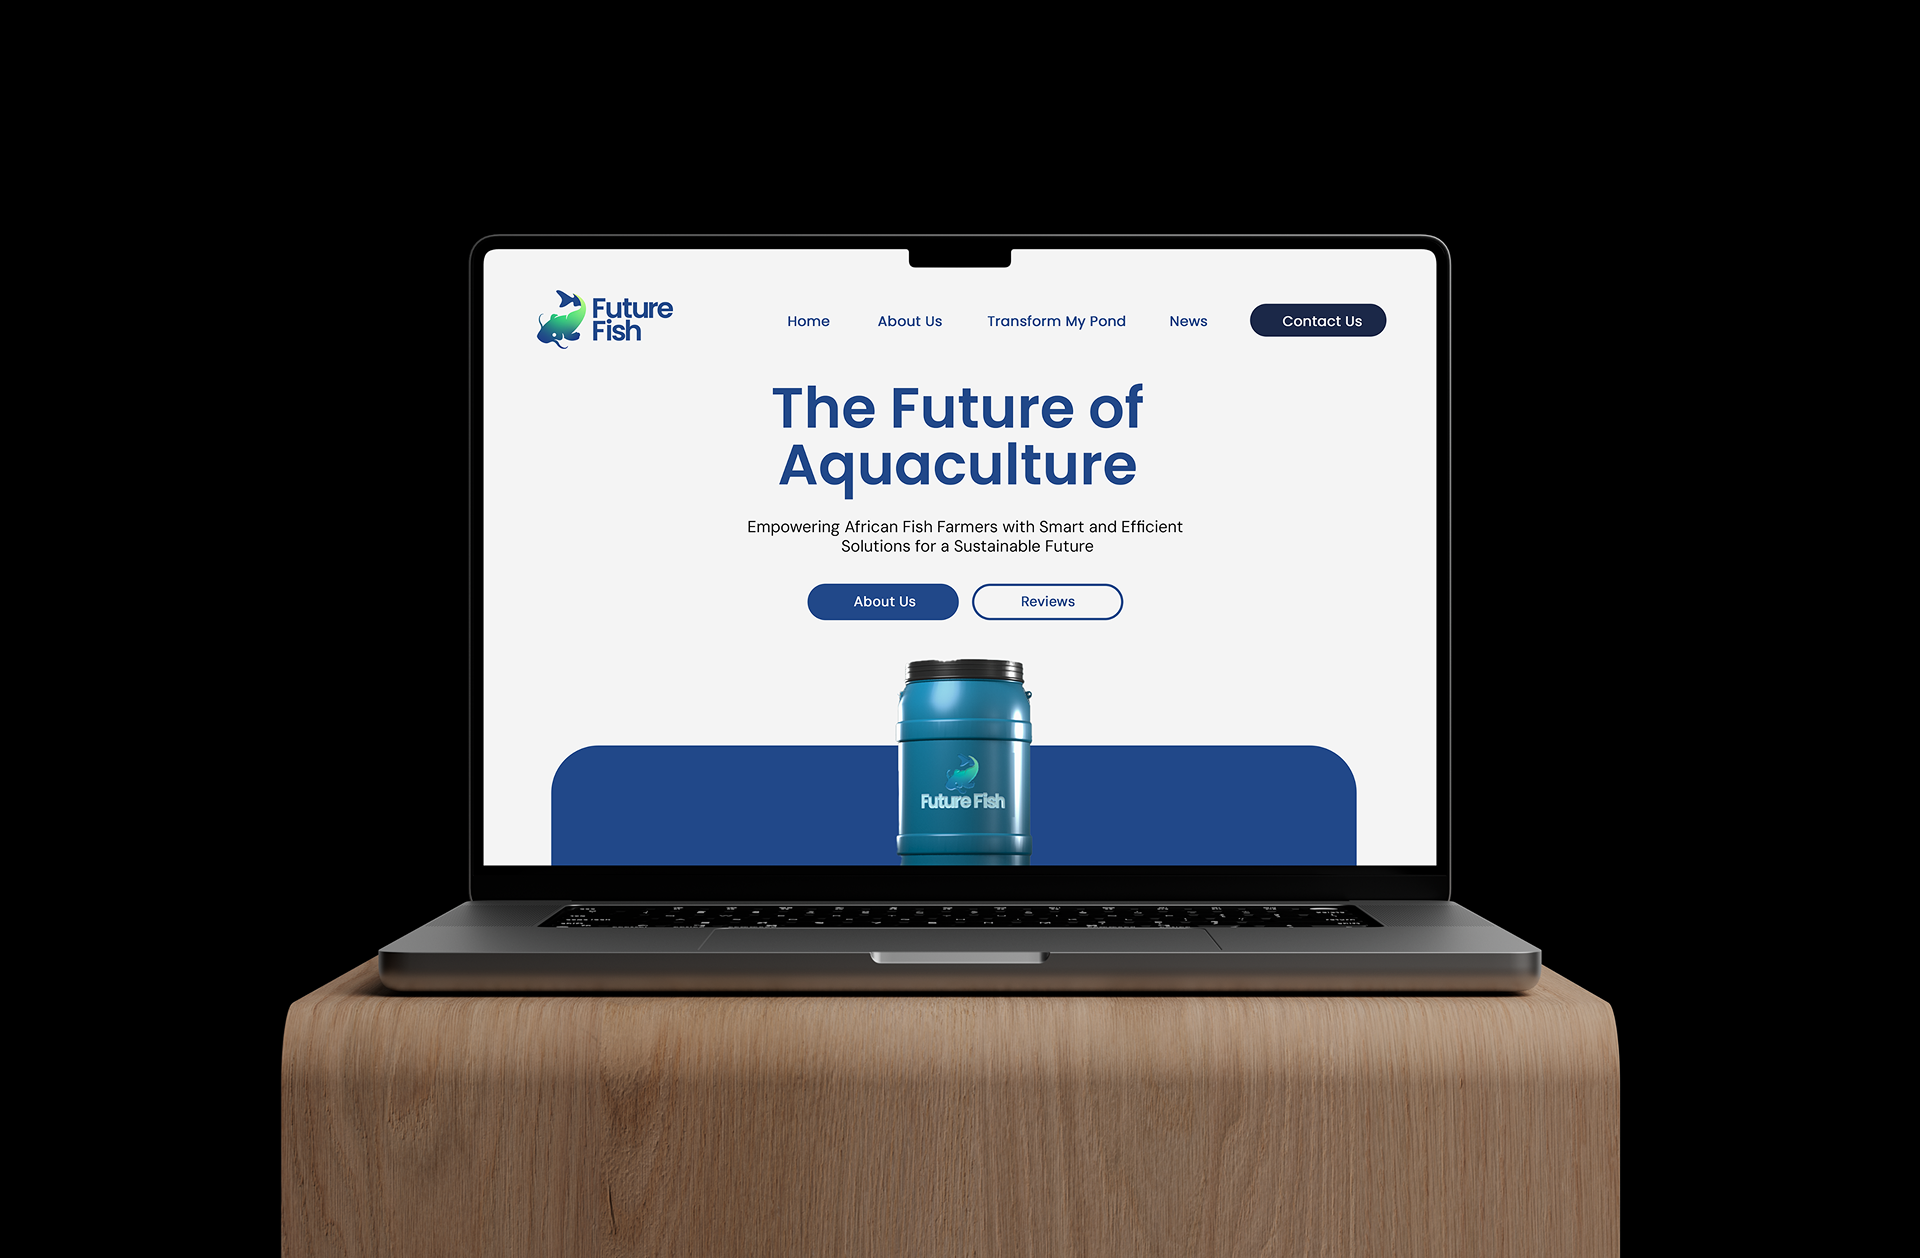 Future
Fish
Home
About Us
Transform My Pond
News
Contact Us
The Future of
Aquaculture
Empowering African Fish Farmers with Smart and Efficient
Solutions for a Sustainable Future
About Us
Reviews
Future Fish